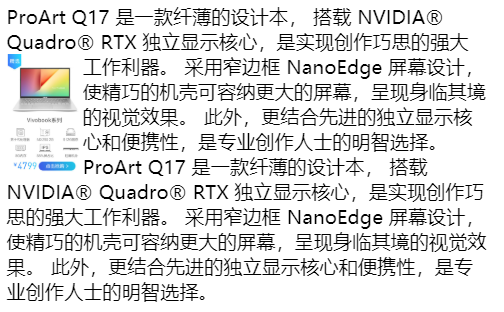 ProArt Q17 是一款纤薄的设计本， 搭载 NVIDIA®
Quadro® RTX 独立显示核心，是实现创作巧思的强大
工作利器。 采用窄边框 NanoEdge 屏幕设计，
使精巧的机壳可容纳更大的屏幕，呈现身临其境
的视觉效果。 此外，更结合先进的独立显示核
心和便携性，是专业创作人士的明智选择。
Vivobook系列
¥4799
ProArt Q17 是一款纤薄的设计本， 搭载
NVIDIA® Quadro® RTX 独立显示核心，是实现创作巧
思的强大工作利器。 采用窄边框 NanoEdge 屏幕设计，
使精巧的机壳可容纳更大的屏幕，呈现身临其境的视觉效
果。 此外，更结合先进的独立显示核心和便携性，是专
业创作人士的明智选择。